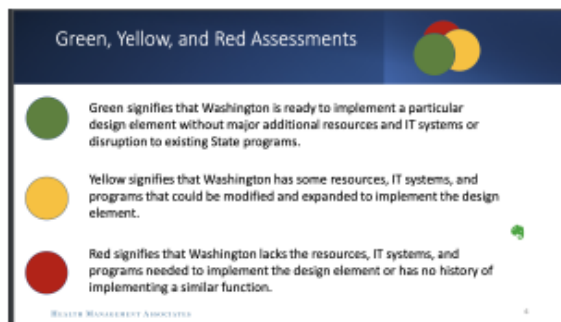 Green, Yellow, and Red Assessments
Green signifies that Washington is ready to implement a particular
design element without major additional resources and IT systems or
disruption to existing State programs.
Yellow signifies that Washington has some resources, IT systems, and
programs that could be modified and expanded to implement the design
element.
Red signifies that Washington lacks the resources, IT systems, and
programs needed to implement the design element or has no history of
implementing a similar function.
HEALTH MANAGEMENT ASSOCIATES